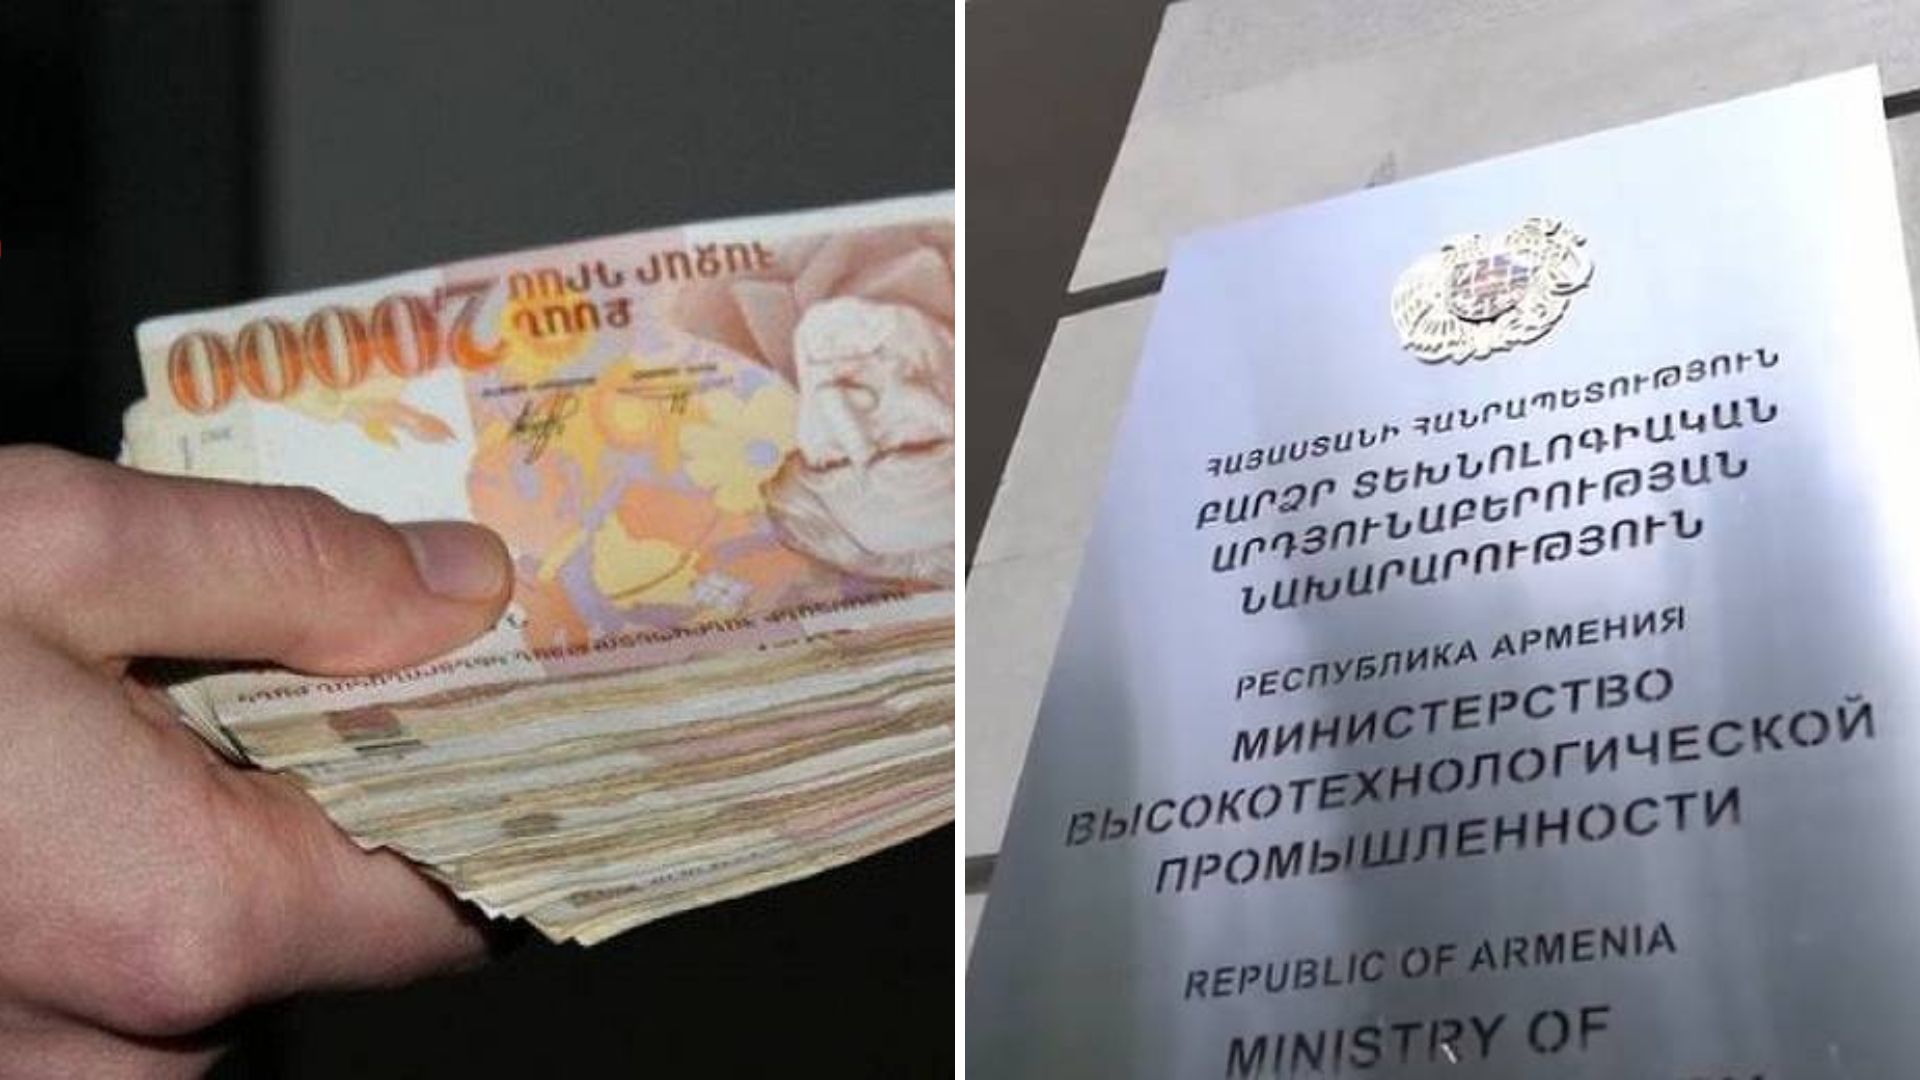 20000
ՀԱՅԱՍՏԱՆԻ ՀԱՆՐԱՊԵՏՈՒԹՅՈՒՆ
ԲԱՐՁՐ ՏԵԽՆՈԼՈԳԻԱԿԱՆ
ԱՐԴՅՈՒՆԱԲԵՐՈՒԹՅԱՆ
ՆԱԽԱՐԱՐՈՒԹՅՈՒՆ
РЕСПУБЛИКА АРМЕНИЯ
МИНИСТЕРСТВО
ВЫСОКОТЕХНОЛОГИЧЕСКОЙ
ПРОМЫШЛЕННОСТИ
REPUBLIC OF ARMENIA
MINISTRY OF